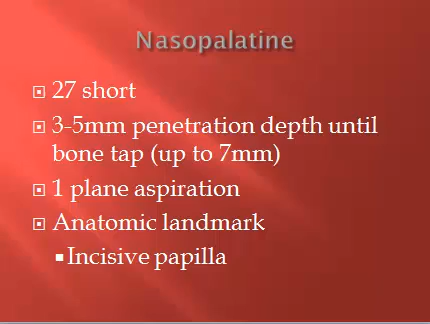 Nasopalatine
27 short
3-5mm penetration depth until
bone tap (up to 7mm)
1 plane aspiration
Anatomic landmark
Incisive papilla